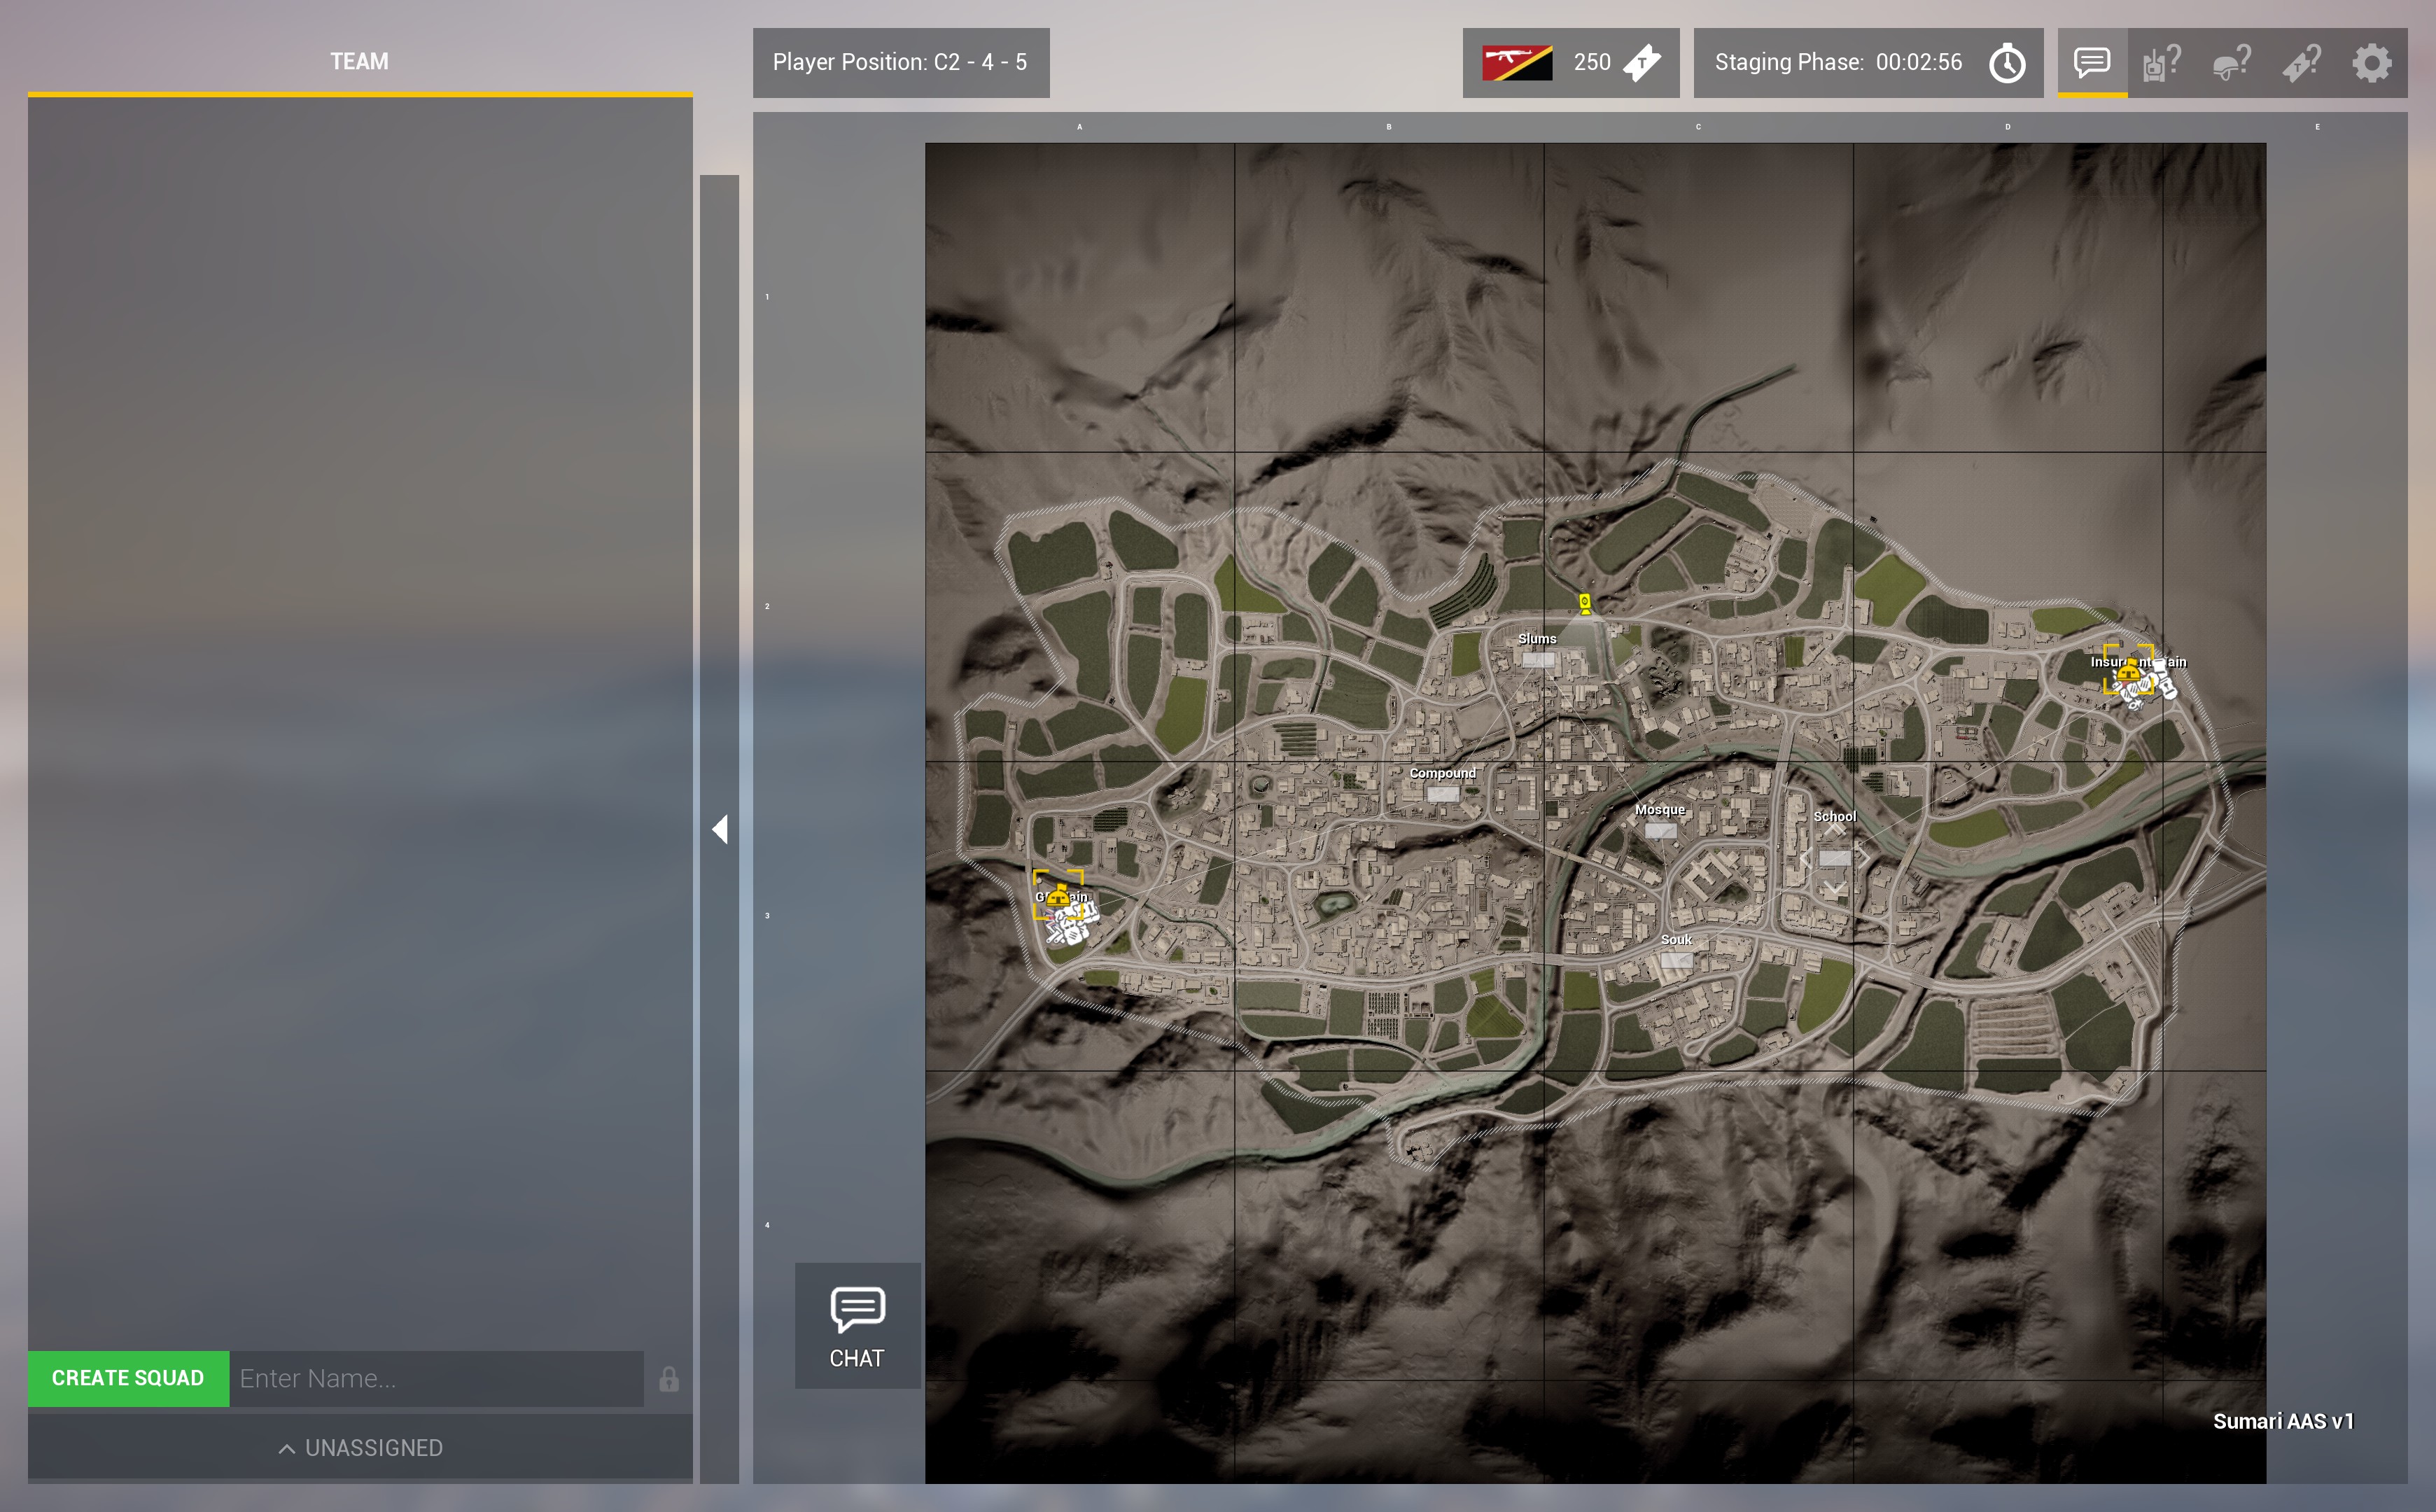 TEAM
Player Position: C2 - 4 - 5
250
T
Staging Phase: 00:02:56
?
?
T?
A
B
C
D
E
1
2
3
4
Slums
Compound
Mosque
School
Souk
CHAT
CREATE SQUAD
Enter Name...
UNASSIGNED
Sumari AAS v1